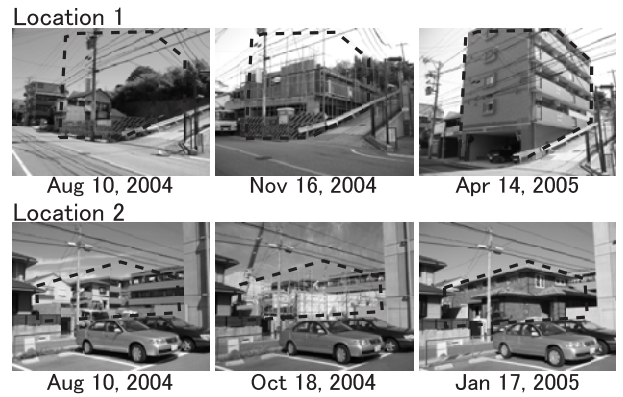 Location 1
Aug 10, 2004
Nov 16, 2004
Apr 14, 2005
Location 2
Aug 10, 2004
Oct 18, 2004
Jan 17, 2005